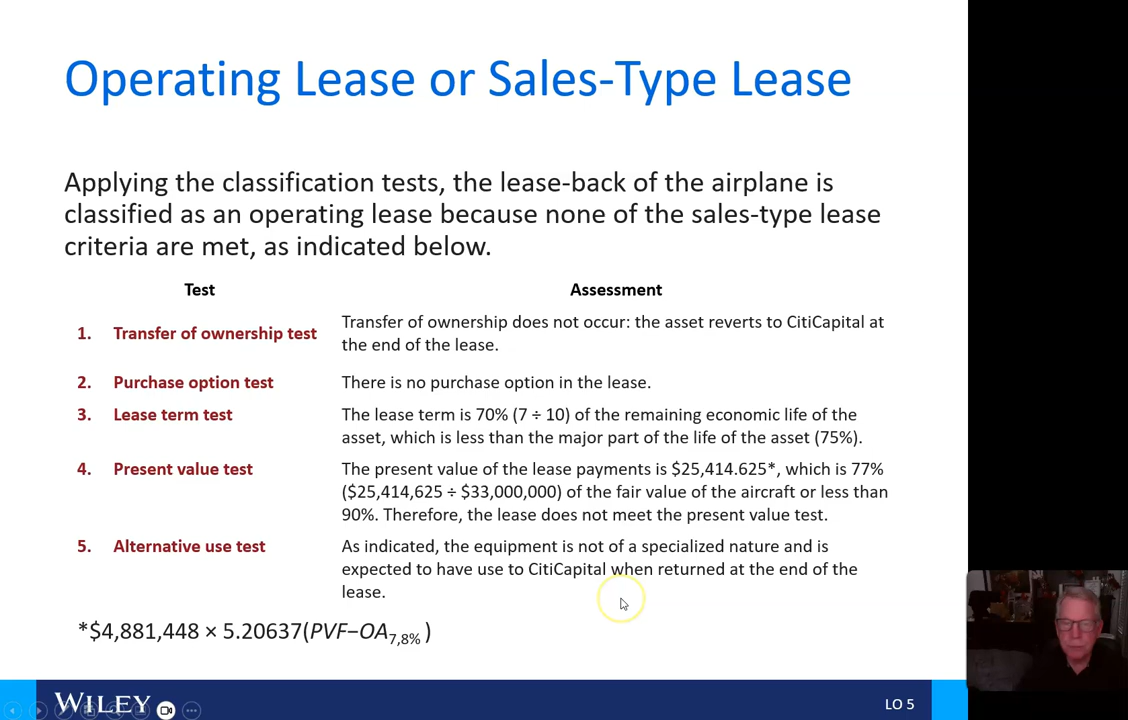 Operating Lease or Sales-Type Lease
Applying the classification tests, the lease-back of the airplane is
classified as an operating lease because none of the sales-type lease
criteria are met, as indicated below.
Test Assessment
1. Transfer of ownership test Transfer of ownership does not occur: the asset reverts to CitiCapital at
the end of the lease.
2. Purchase option test There is no purchase option in the lease.
3. Lease term test The lease term is 70% (7 ÷ 10) of the remaining economic life of the
asset, which is less than the major part of the life of the asset (75%).
4. Present value test The present value of the lease payments is $25,414.625*, which is 77%
($25,414,625 ÷ $33,000,000) of the fair value of the aircraft or less than
90%. Therefore, the lease does not meet the present value test.
5. Alternative use test As indicated, the equipment is not of a specialized nature and is
expected to have use to CitiCapital when returned at the end of the
lease.
*$4,881,448 × 5.20637(PVF–OA7,8% )
WILEY LO 5